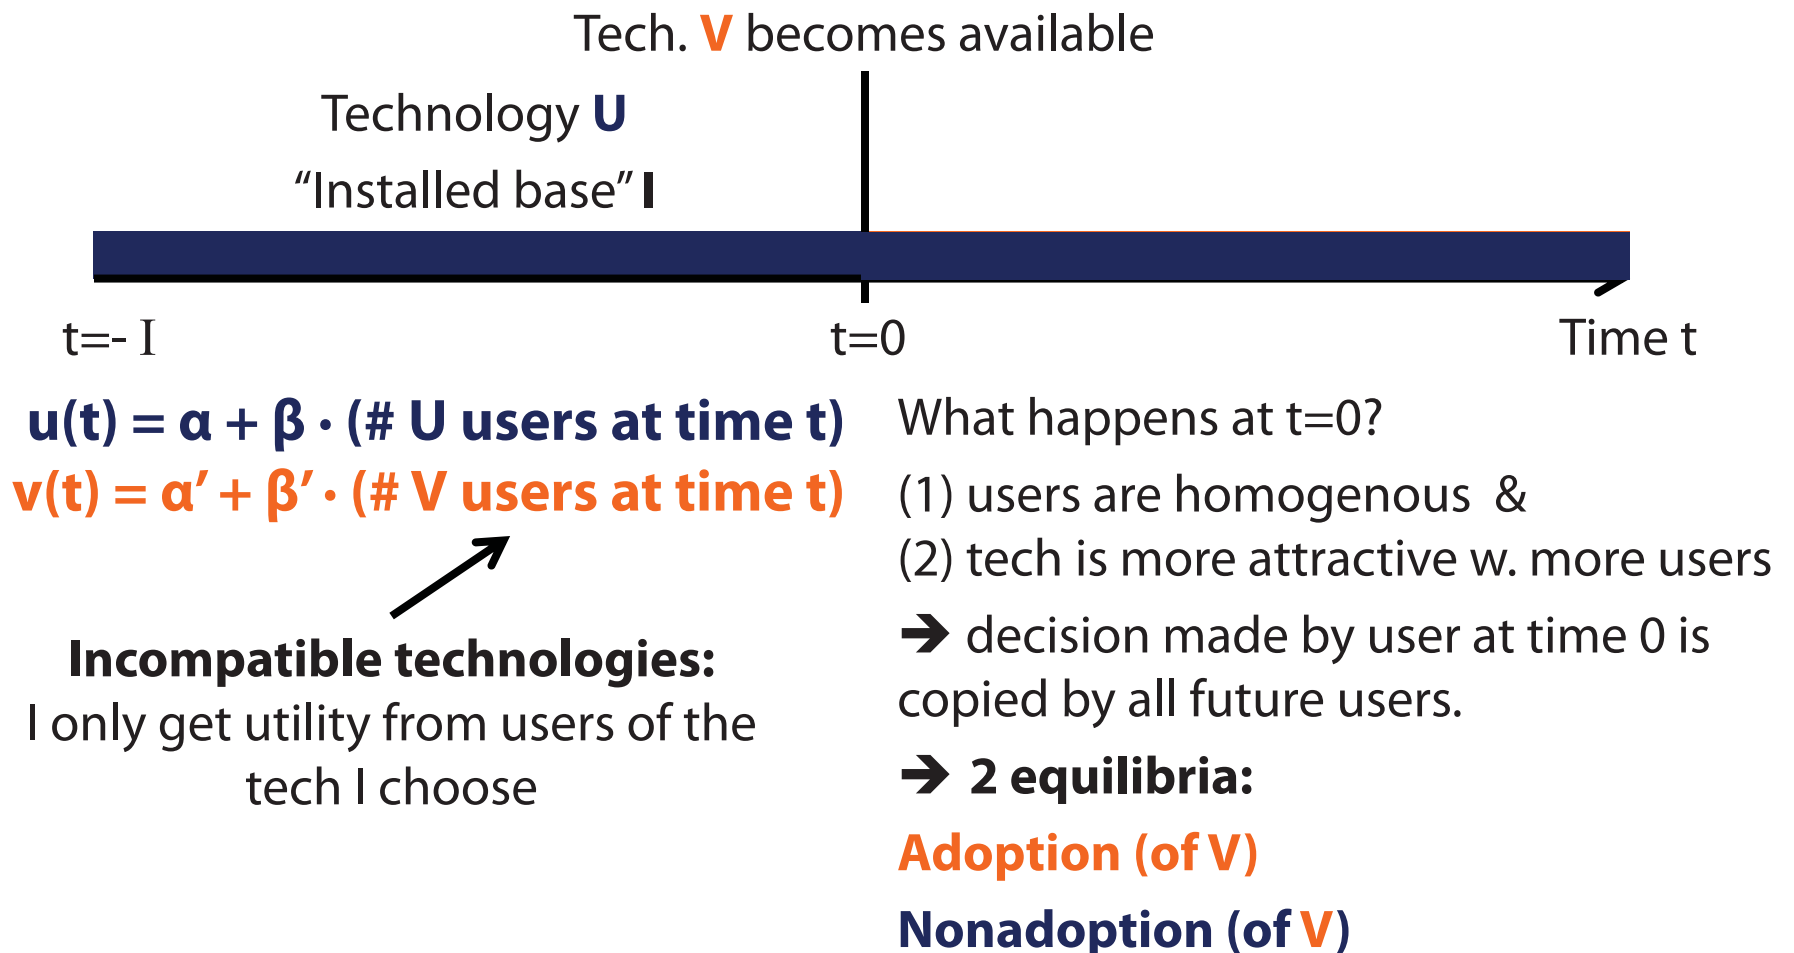 Tech. V becomes available
Technology U
“Installed base” I
t=- I
t=0
Time t
u(t) = α + β · (# U users at time t)
v(t) = α’ + β’ · (# V users at time t)
Incompatible technologies:
I only get utility from users of the
tech I choose
What happens at t=0?
(1) users are homogenous &
(2) tech is more attractive w. more users
➔ decision made by user at time 0 is
copied by all future users.
➔ 2 equilibria:
Adoption (of V)
Nonadoption (of V)